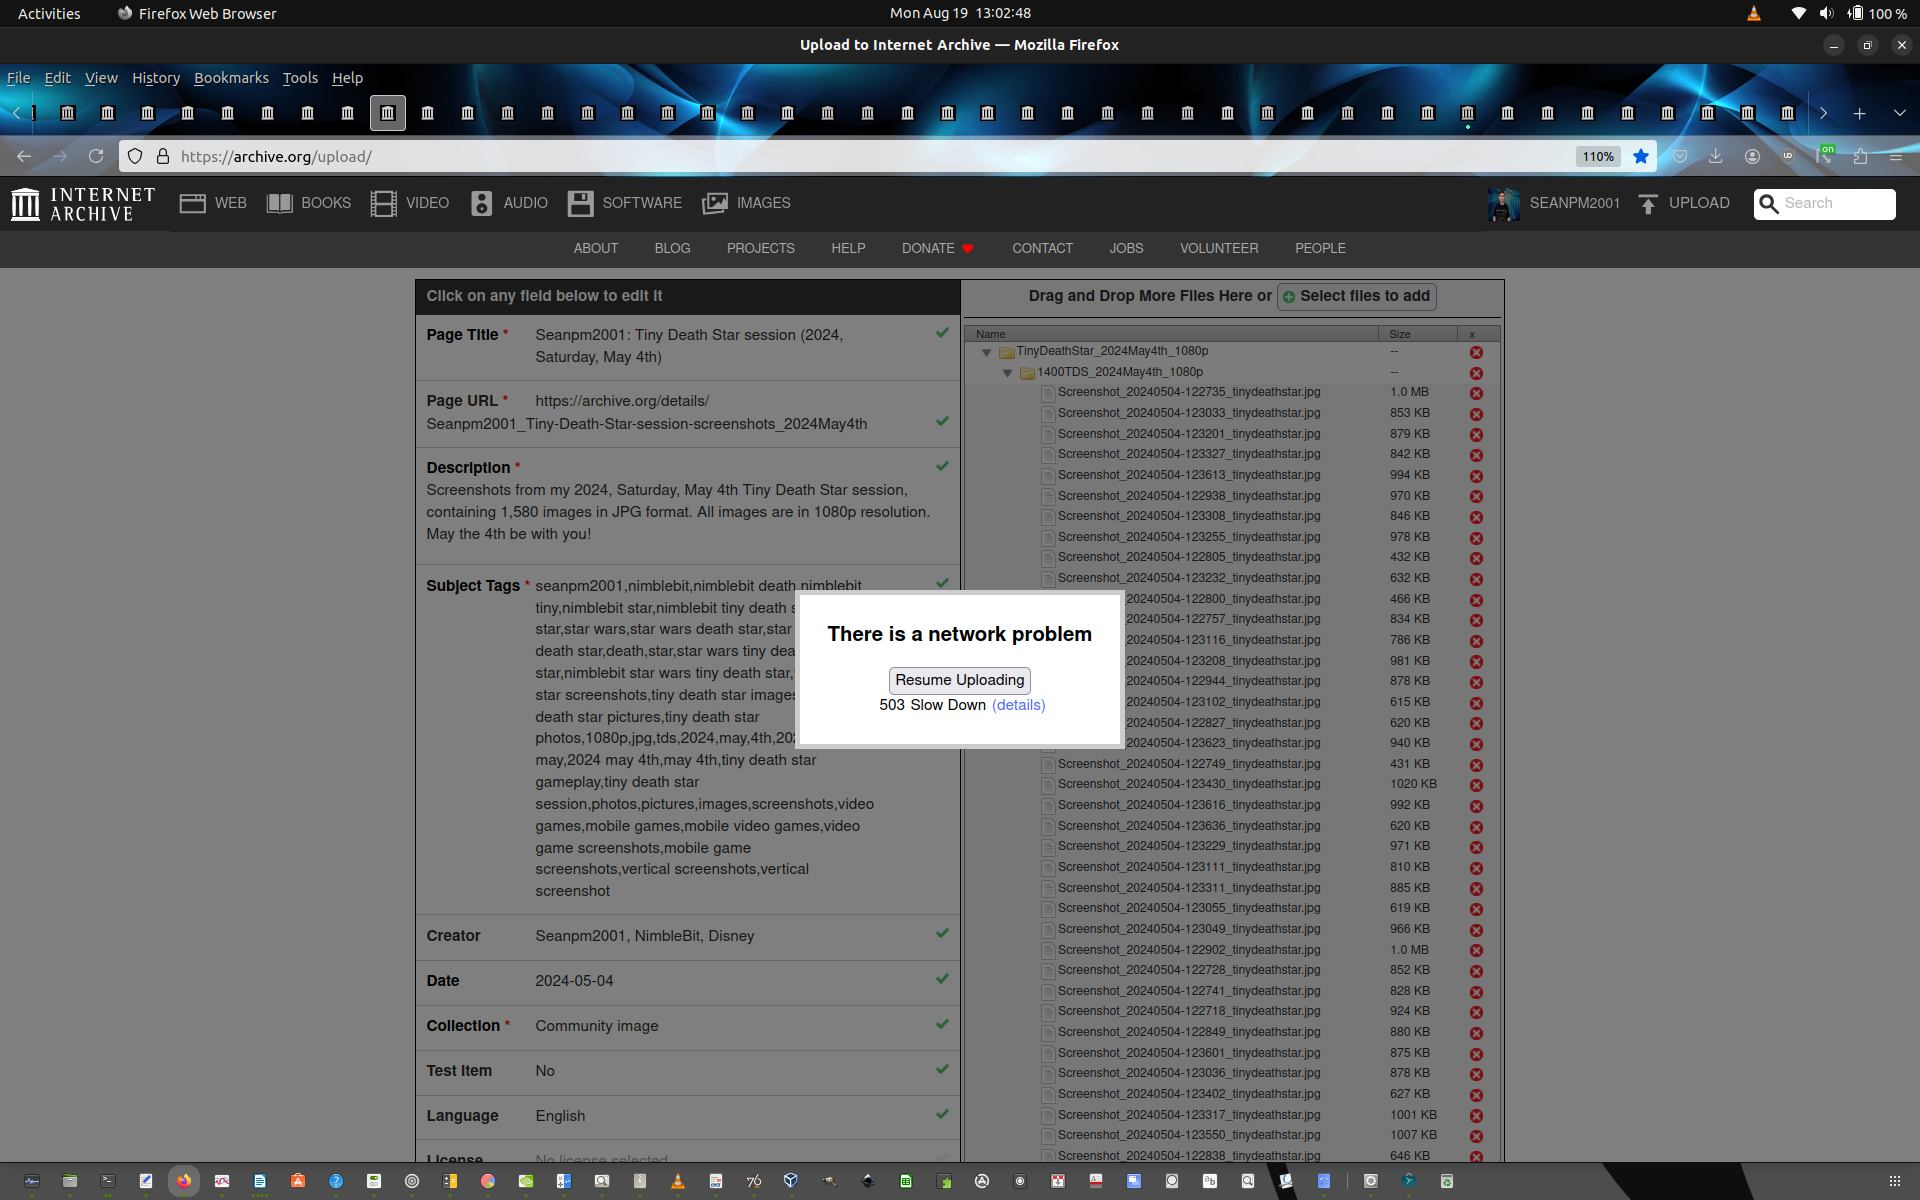 Activities
Firefox Web Browser
Mon Aug 19 13:02:48
100 %
Upload to Internet Archive — Mozilla Firefox
File Edit View History Bookmarks Tools Help
https://archive.org/upload/
110%
on
INTERNET
ARCHIVE
WEB
BOOKS
VIDEO
AUDIO
SOFTWARE
IMAGES
SEANPM2001
UPLOAD
Search
ABOUT
BLOG
PROJECTS
HELP
DONATE
CONTACT
JOBS
VOLUNTEER
PEOPLE
Click on any field below to edit it
Page Title *
Seanpm2001: Tiny Death Star session (2024,
Saturday, May 4th)
Page URL *
https://archive.org/details/
Seanpm2001_Tiny-Death-Star-session-screenshots_2024May4th
Description *
Screenshots from my 2024, Saturday, May 4th Tiny Death Star session,
containing 1,580 images in JPG format. All images are in 1080p resolution.
May the 4th be with you!
Subject Tags *
seanpm2001,nimblebit,nimblebit death,nimblebit
tiny,nimblebit star,nimblebit tiny death s
star,star wars,star wars death star,star
death star,death,star,star wars tiny dea
star,nimblebit star wars tiny death star,
star screenshots,tiny death star images
death star pictures,tiny death star
photos,1080p,jpg,tds,2024,may,4th,202
may,2024 may 4th,may 4th,tiny death star
gameplay,tiny death star
session,photos,pictures,images,screenshots,video
games,mobile games,mobile video games,video
game screenshots,mobile game
screenshots,vertical screenshots,vertical
screenshot
Creator
Seanpm2001, NimbleBit, Disney
Date
2024-05-04
Collection *
Community image
Test Item
No
Language
English
License
No license selected
Drag and Drop More Files Here or
Select files to add
Name Size x
TinyDeathStar_2024May4th_1080p --
1400TDS_2024May4th_1080p --
Screenshot_20240504-122735_tinydeathstar.jpg 1.0 MB
Screenshot_20240504-123033_tinydeathstar.jpg 853 KB
Screenshot_20240504-123201_tinydeathstar.jpg 879 KB
Screenshot_20240504-123327_tinydeathstar.jpg 842 KB
Screenshot_20240504-123613_tinydeathstar.jpg 994 KB
Screenshot_20240504-122938_tinydeathstar.jpg 970 KB
Screenshot_20240504-123308_tinydeathstar.jpg 846 KB
Screenshot_20240504-123255_tinydeathstar.jpg 978 KB
Screenshot_20240504-122805_tinydeathstar.jpg 432 KB
Screenshot_20240504-123232_tinydeathstar.jpg 632 KB
_20240504-122800_tinydeathstar.jpg 466 KB
_20240504-122757_tinydeathstar.jpg 834 KB
_20240504-123116_tinydeathstar.jpg 786 KB
_20240504-123208_tinydeathstar.jpg 981 KB
_20240504-122944_tinydeathstar.jpg 878 KB
_20240504-123102_tinydeathstar.jpg 615 KB
_20240504-122827_tinydeathstar.jpg 620 KB
_20240504-123623_tinydeathstar.jpg 940 KB
Screenshot_20240504-122749_tinydeathstar.jpg 431 KB
Screenshot_20240504-123430_tinydeathstar.jpg 1020 KB
Screenshot_20240504-123616_tinydeathstar.jpg 992 KB
Screenshot_20240504-123636_tinydeathstar.jpg 620 KB
Screenshot_20240504-123229_tinydeathstar.jpg 971 KB
Screenshot_20240504-123111_tinydeathstar.jpg 810 KB
Screenshot_20240504-123311_tinydeathstar.jpg 885 KB
Screenshot_20240504-123055_tinydeathstar.jpg 619 KB
Screenshot_20240504-123049_tinydeathstar.jpg 966 KB
Screenshot_20240504-122902_tinydeathstar.jpg 1.0 MB
Screenshot_20240504-122728_tinydeathstar.jpg 852 KB
Screenshot_20240504-122741_tinydeathstar.jpg 828 KB
Screenshot_20240504-122718_tinydeathstar.jpg 924 KB
Screenshot_20240504-122849_tinydeathstar.jpg 880 KB
Screenshot_20240504-123601_tinydeathstar.jpg 875 KB
Screenshot_20240504-123036_tinydeathstar.jpg 878 KB
Screenshot_20240504-123402_tinydeathstar.jpg 627 KB
Screenshot_20240504-123317_tinydeathstar.jpg 1001 KB
Screenshot_20240504-123550_tinydeathstar.jpg 1007 KB
Screenshot_20240504-122838_tinydeathstar.jpg 646 KB
There is a network problem
Resume Uploading
503 Slow Down (details)